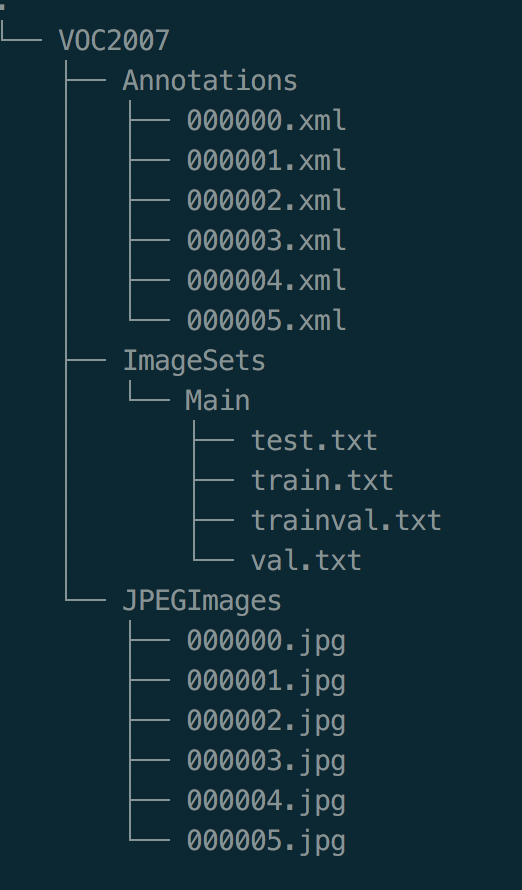 .
└── VOC2007
    ├── Annotations
    │   ├── 000000.xml
    │   ├── 000001.xml
    │   ├── 000002.xml
    │   ├── 000003.xml
    │   ├── 000004.xml
    │   └── 000005.xml
    ├── ImageSets
    │   └── Main
    │       ├── test.txt
    │       ├── train.txt
    │       ├── trainval.txt
    │       └── val.txt
    └── JPEGImages
        ├── 000000.jpg
        ├── 000001.jpg
        ├── 000002.jpg
        ├── 000003.jpg
        ├── 000004.jpg
        └── 000005.jpg